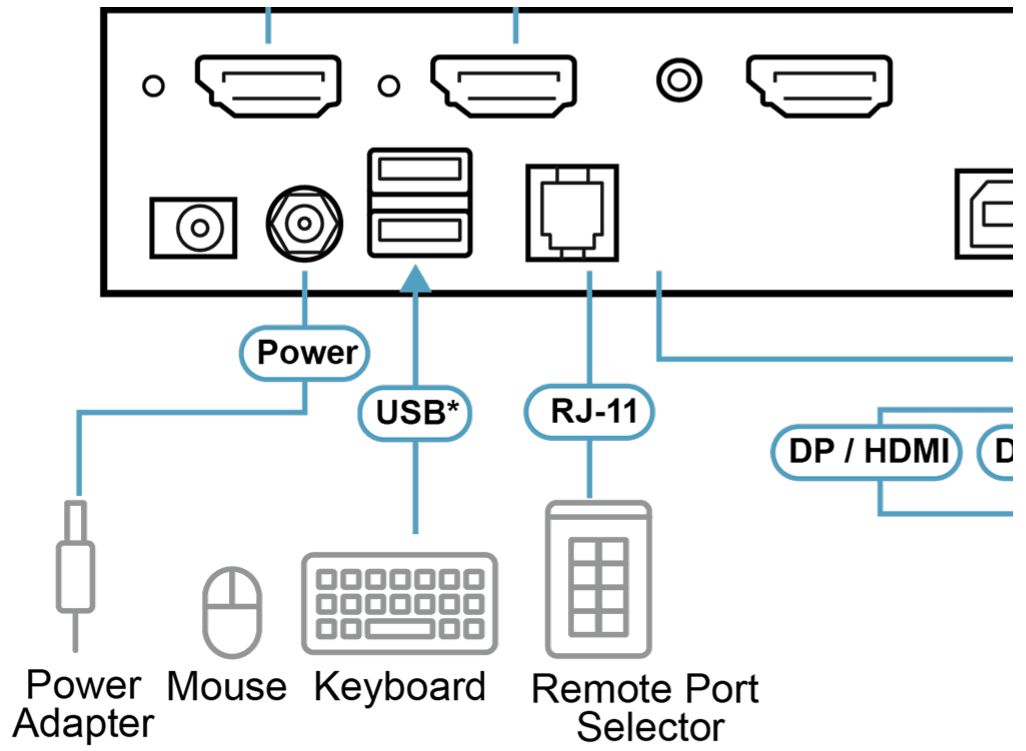 Power
USB*
RJ-11
DP / HDMI
D
Power
Adapter
Mouse
Keyboard
Remote Port
Selector